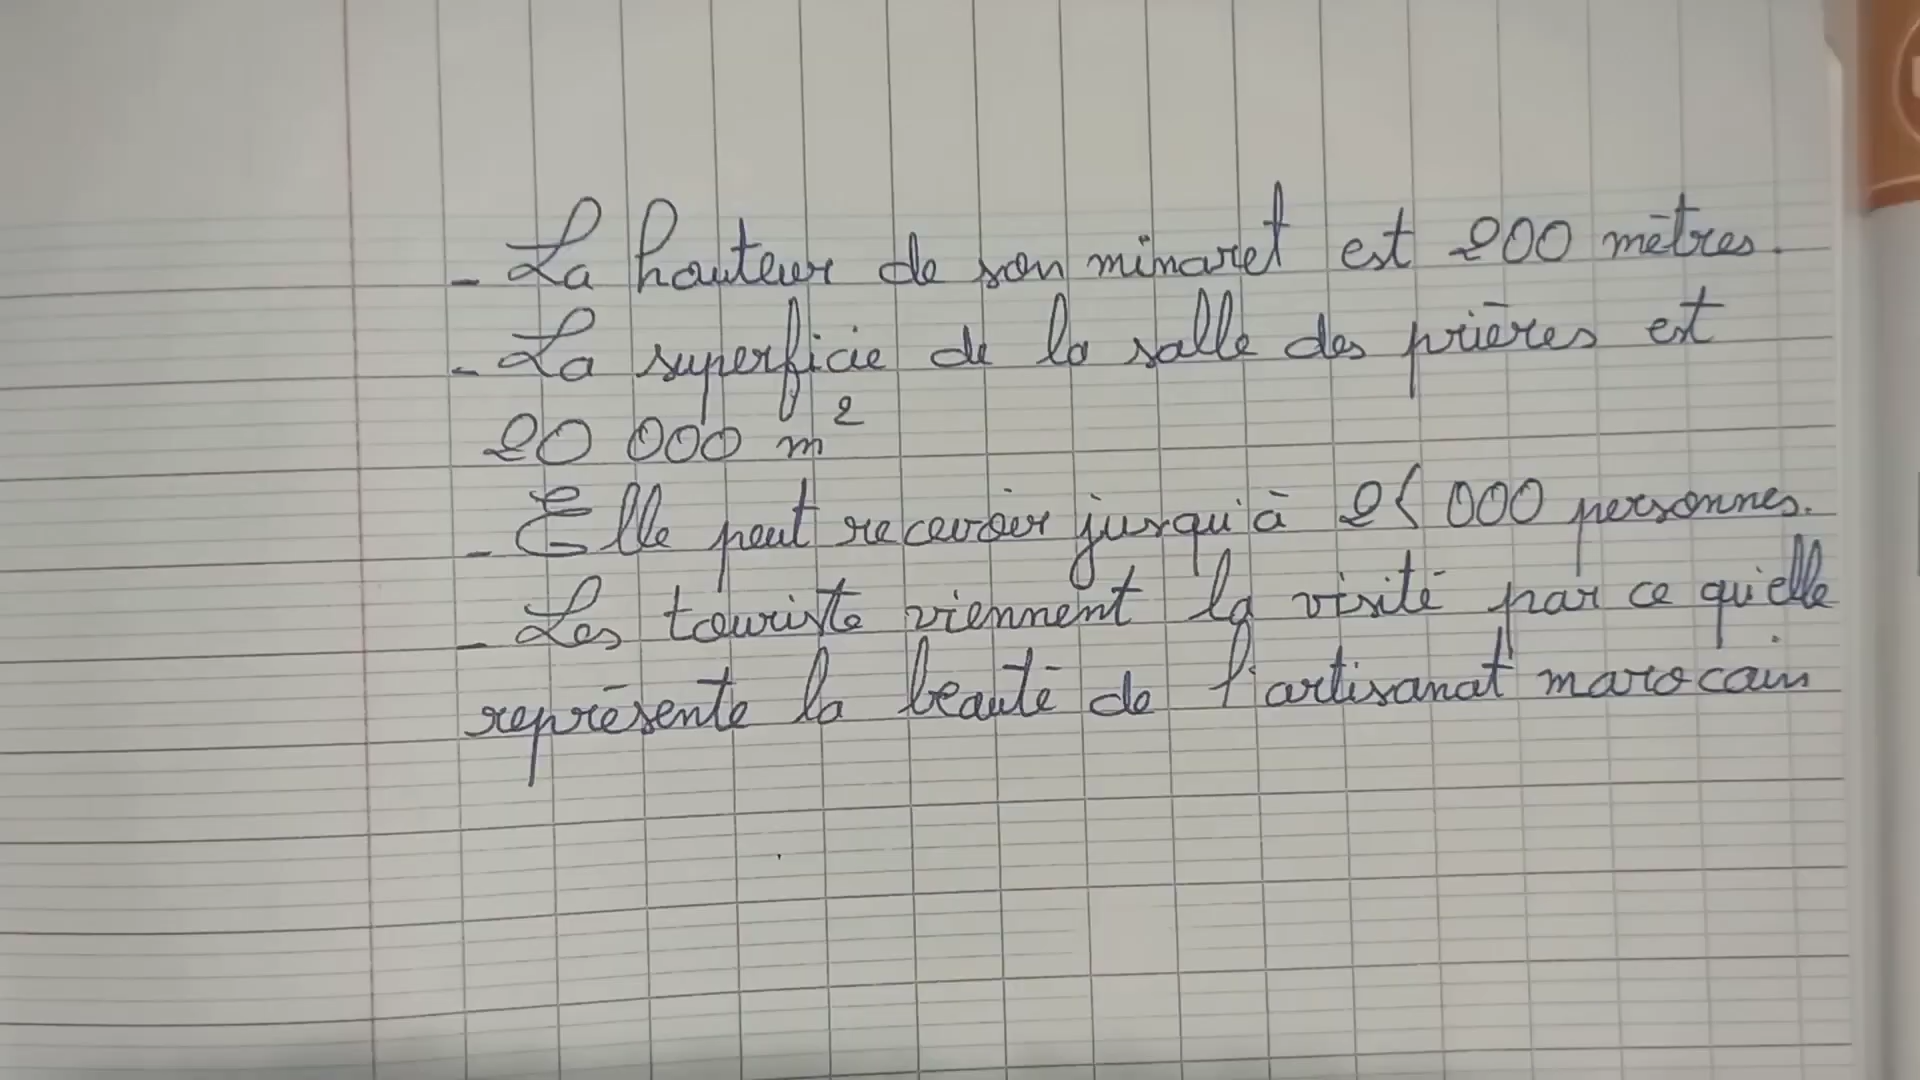 - La hauteur de son minaret est 200 mètres.
- La superficie de la salle des prières est
20 000 m²
- Elle peut recevoir jusqu'à 25 000 personnes.
- Les touriste viennent la visité par ce qu'elle
représente la beauté de l'artisanat marocain